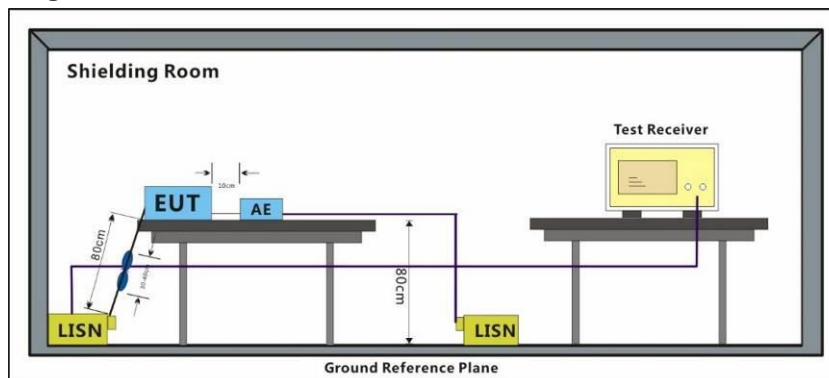 Shielding Room
Test Receiver
10cm
EUT
AE
80cm
80cm
LISN
LISN
Ground Reference Plane